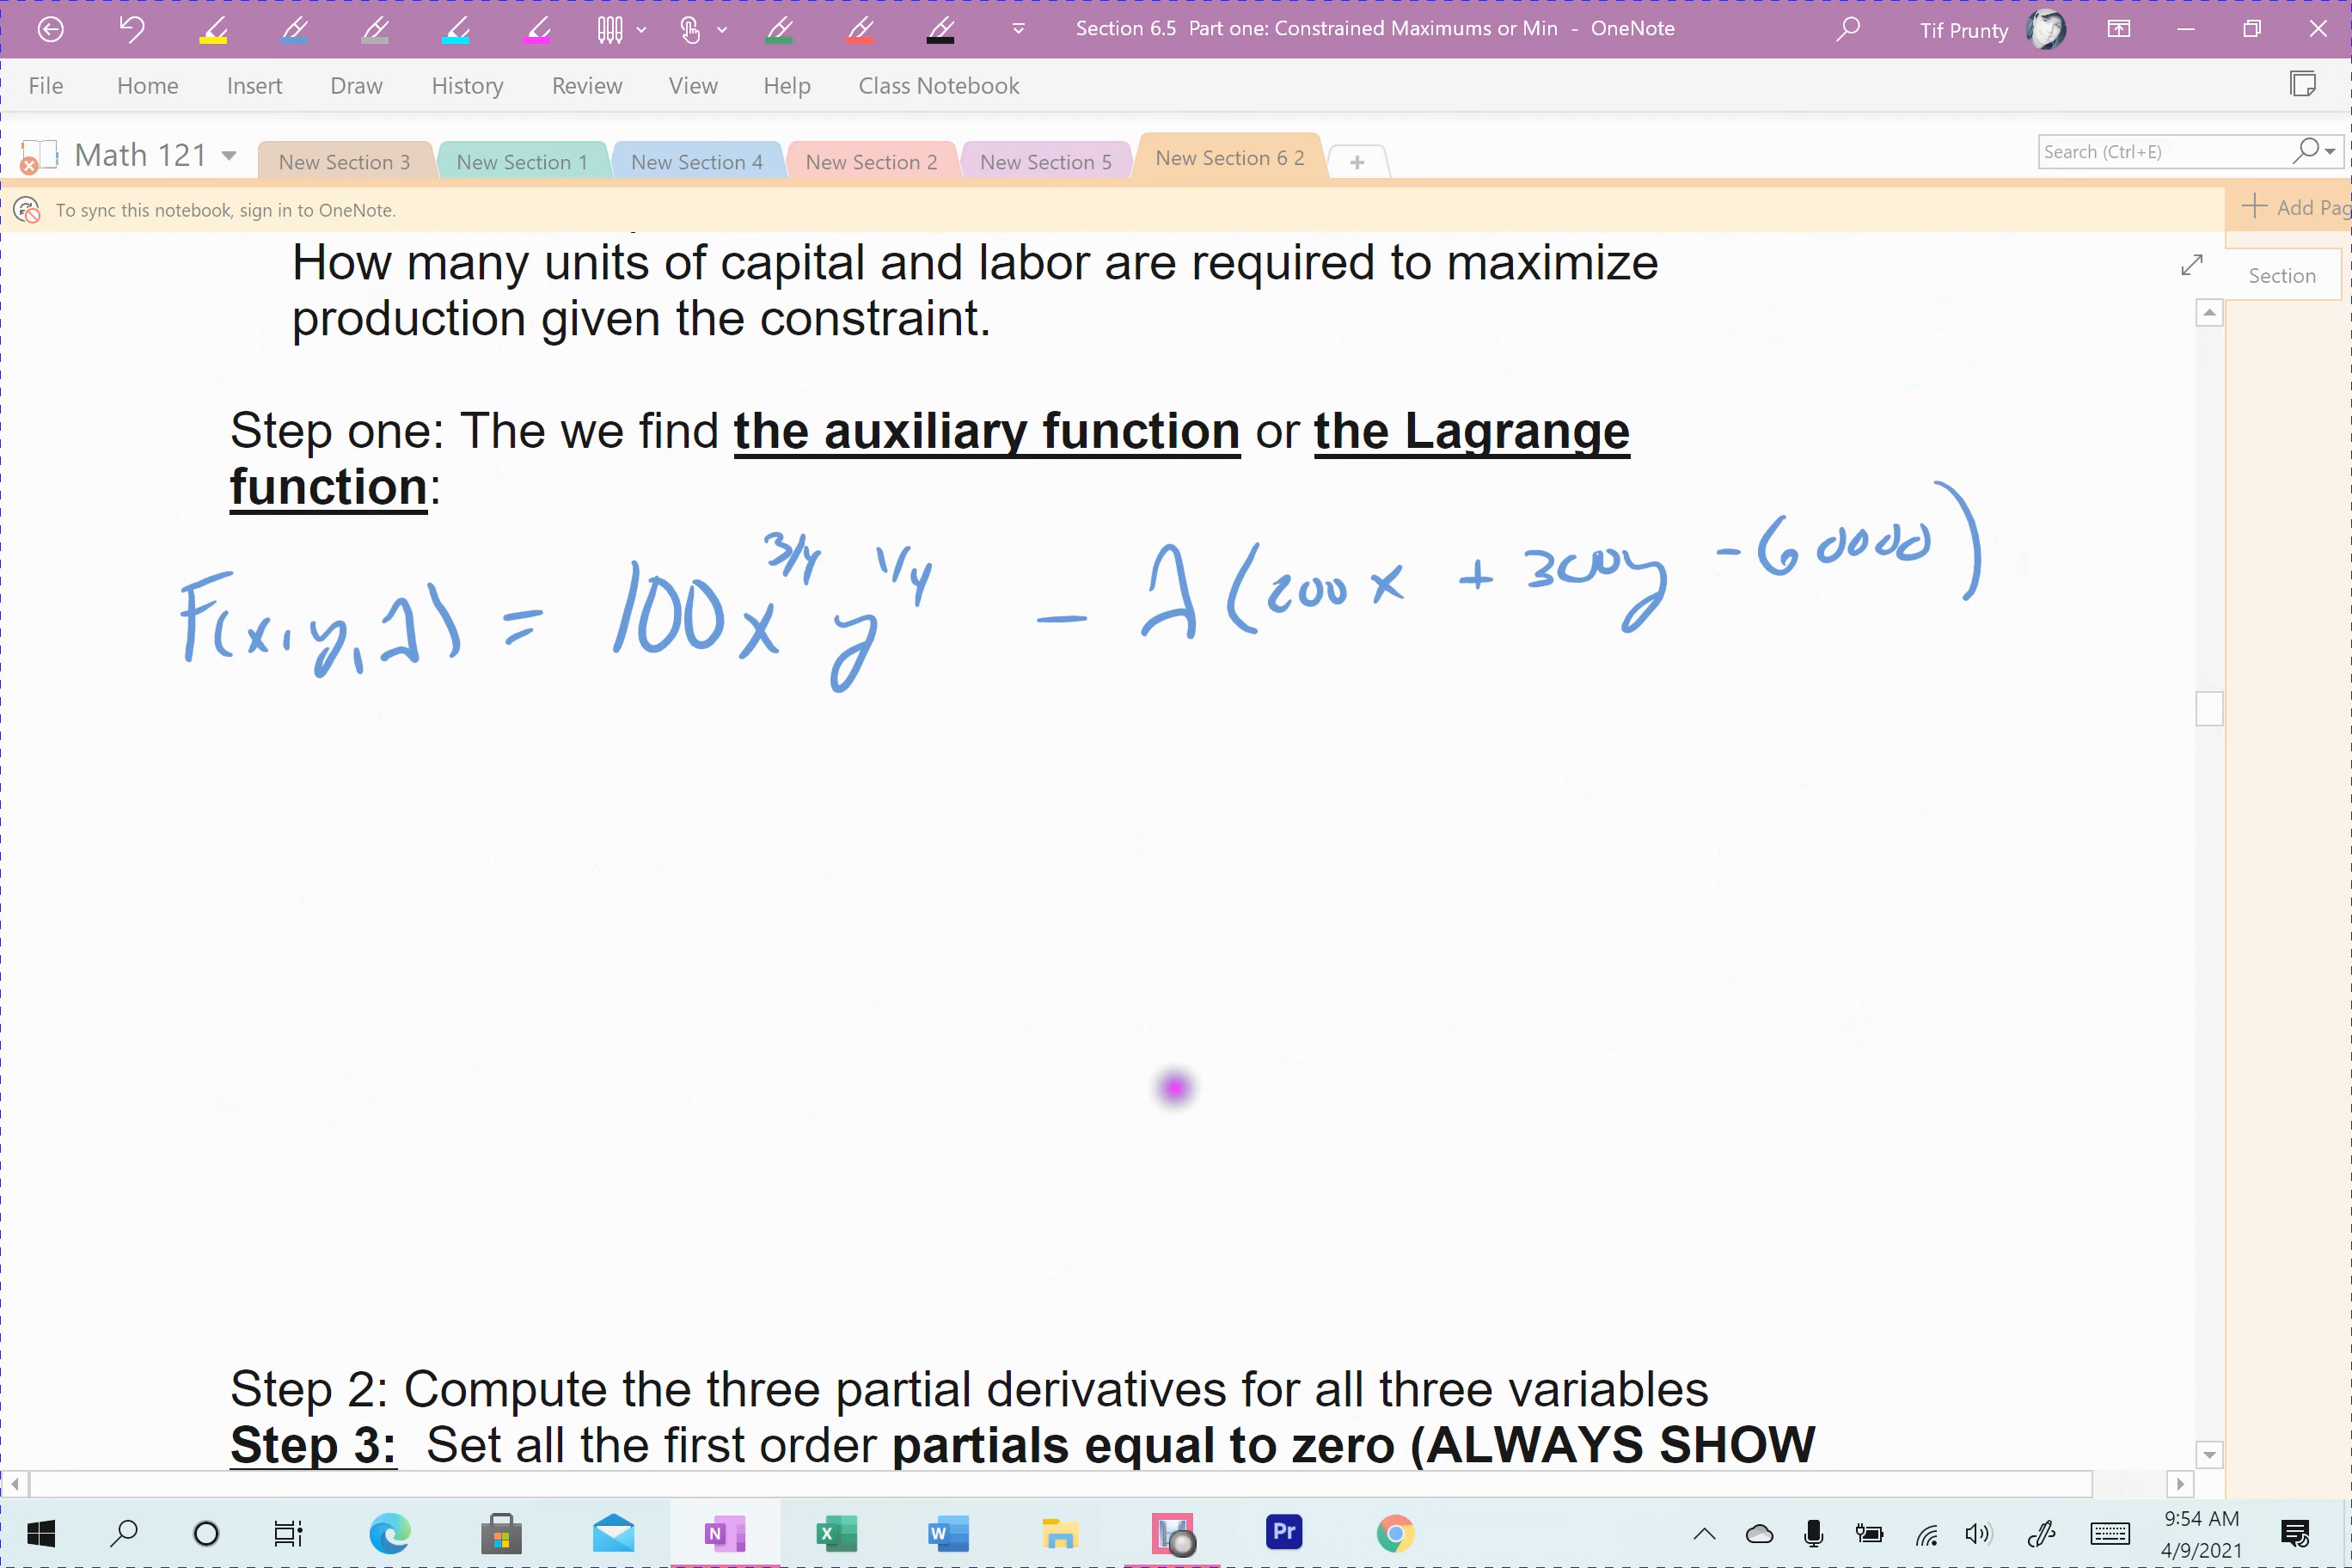 Section 6.5 Part one: Constrained Maximums or Min - OneNote
Tif Prunty
File Home Insert Draw History Review View Help Class Notebook
Math 121 New Section 3 New Section 1 New Section 4 New Section 2 New Section 5 New Section 6 2 +
Search (Ctrl+E)
To sync this notebook, sign in to OneNote.
Add Pag
Section
How many units of capital and labor are required to maximize
production given the constraint.
Step one: The we find the auxiliary function or the Lagrange
function:
F(x,y,λ) = 100x^3/4 y^1/4 - λ(200x + 300y - 60000)
Step 2: Compute the three partial derivatives for all three variables
Step 3: Set all the first order partials equal to zero (ALWAYS SHOW
N X W Pr
9:54 AM
4/9/2021